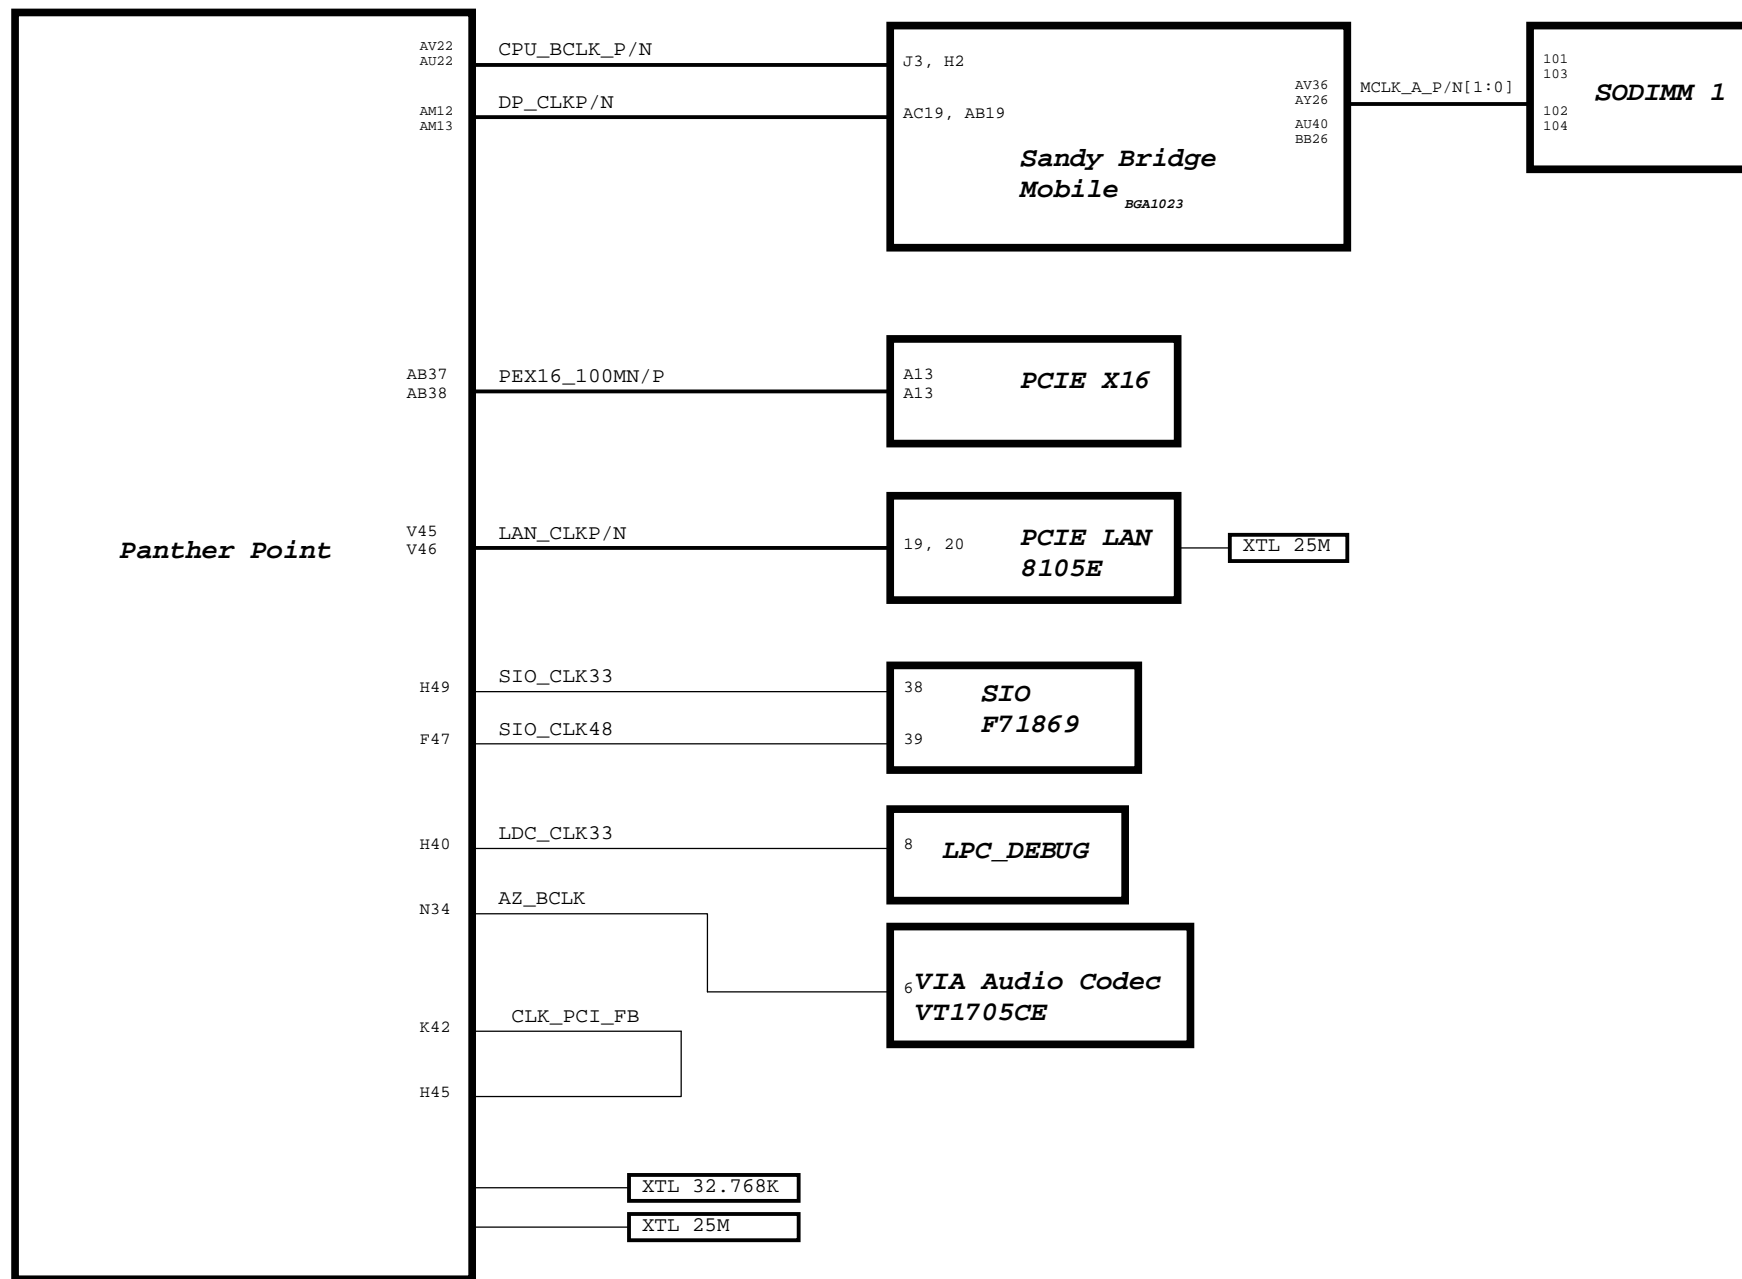 AV22
AU22
CPU_BCLK_P/N
J3, H2
AM12
AM13
DP_CLKP/N
AC19, AB19
Sandy Bridge
Mobile BGA1023
AV36
AY26
AU40
BB26
MCLK_A_P/N[1:0]
101
103
102
104
SODIMM 1
AB37
AB38
PEX16_100MN/P
A13
A13
PCIE X16
Panther Point
V45
V46
LAN_CLKP/N
19, 20
PCIE LAN
8105E
XTL 25M
H49
SIO_CLK33
38
SIO
F71869
F47
SIO_CLK48
39
H40
LDC_CLK33
8
LPC_DEBUG
N34
AZ_BCLK
6
VIA Audio Codec
VT1705CE
K42
CLK_PCI_FB
H45
XTL 32.768K
XTL 25M